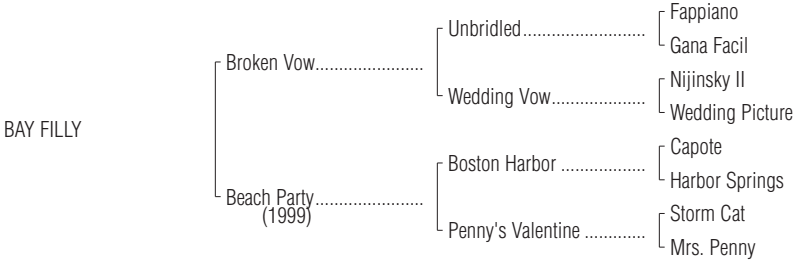 Fappiano
Unbridled..........................
Gana Facil
Broken Vow.......................
Nijinsky II
Wedding Vow....................
Wedding Picture
BAY FILLY
Capote
Boston Harbor ..................
Harbor Springs
Beach Party.......................
(1999)
Storm Cat
Penny's Valentine .............
Mrs. Penny